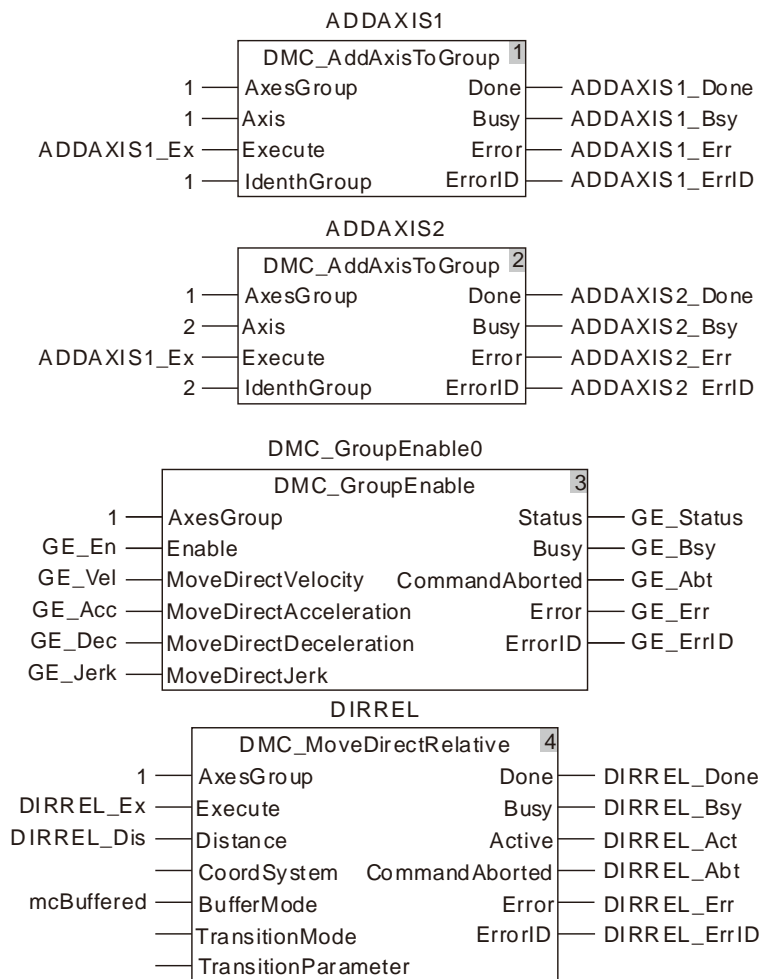 ADDAXIS1
DMC_AddAxisToGroup 1
1 AxesGroup Done ADDAXIS1_Done
1 Axis Busy ADDAXIS1_Bsy
ADDAXIS1_Ex Execute Error ADDAXIS1_Err
1 IdenthGroup ErrorID ADDAXIS1_ErrID
ADDAXIS2
DMC_AddAxisToGroup 2
1 AxesGroup Done ADDAXIS2_Done
2 Axis Busy ADDAXIS2_Bsy
ADDAXIS1_Ex Execute Error ADDAXIS2_Err
2 IdenthGroup ErrorID ADDAXIS2 ErrID
DMC_GroupEnable0
DMC_GroupEnable 3
1 AxesGroup Status GE_Status
GE_En Enable Busy GE_Bsy
GE_Vel MoveDirectVelocity CommandAborted GE_Abt
GE_Acc MoveDirectAcceleration Error GE_Err
GE_Dec MoveDirectDeceleration ErrorID GE_ErrID
GE_Jerk MoveDirectJerk
DIRREL
DMC_MoveDirectRelative 4
1 AxesGroup Done DIRREL_Done
DIRREL_Ex Execute Busy DIRREL_Bsy
DIRREL_Dis Distance Active DIRREL_Act
CoordSystem CommandAborted DIRREL_Abt
mcBuffered BufferMode Error DIRREL_Err
TransitionMode ErrorID DIRREL_ErrID
TransitionParameter